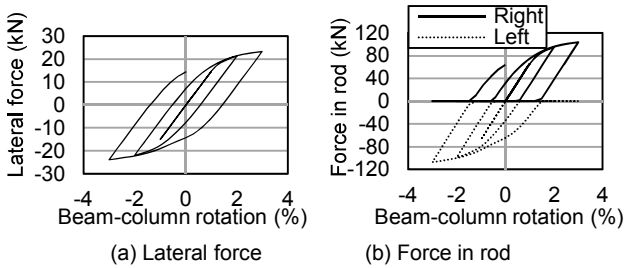 Lateral force (kN)
30
20
10
0
-10
-20
-30
-4 -2 0 2 4
Beam-column rotation (%)
(a) Lateral force
Force in rod (kN)
120
80
40
0
-40
-80
-120
Right
Left
-4 -2 0 2 4
Beam-column rotation (%)
(b) Force in rod